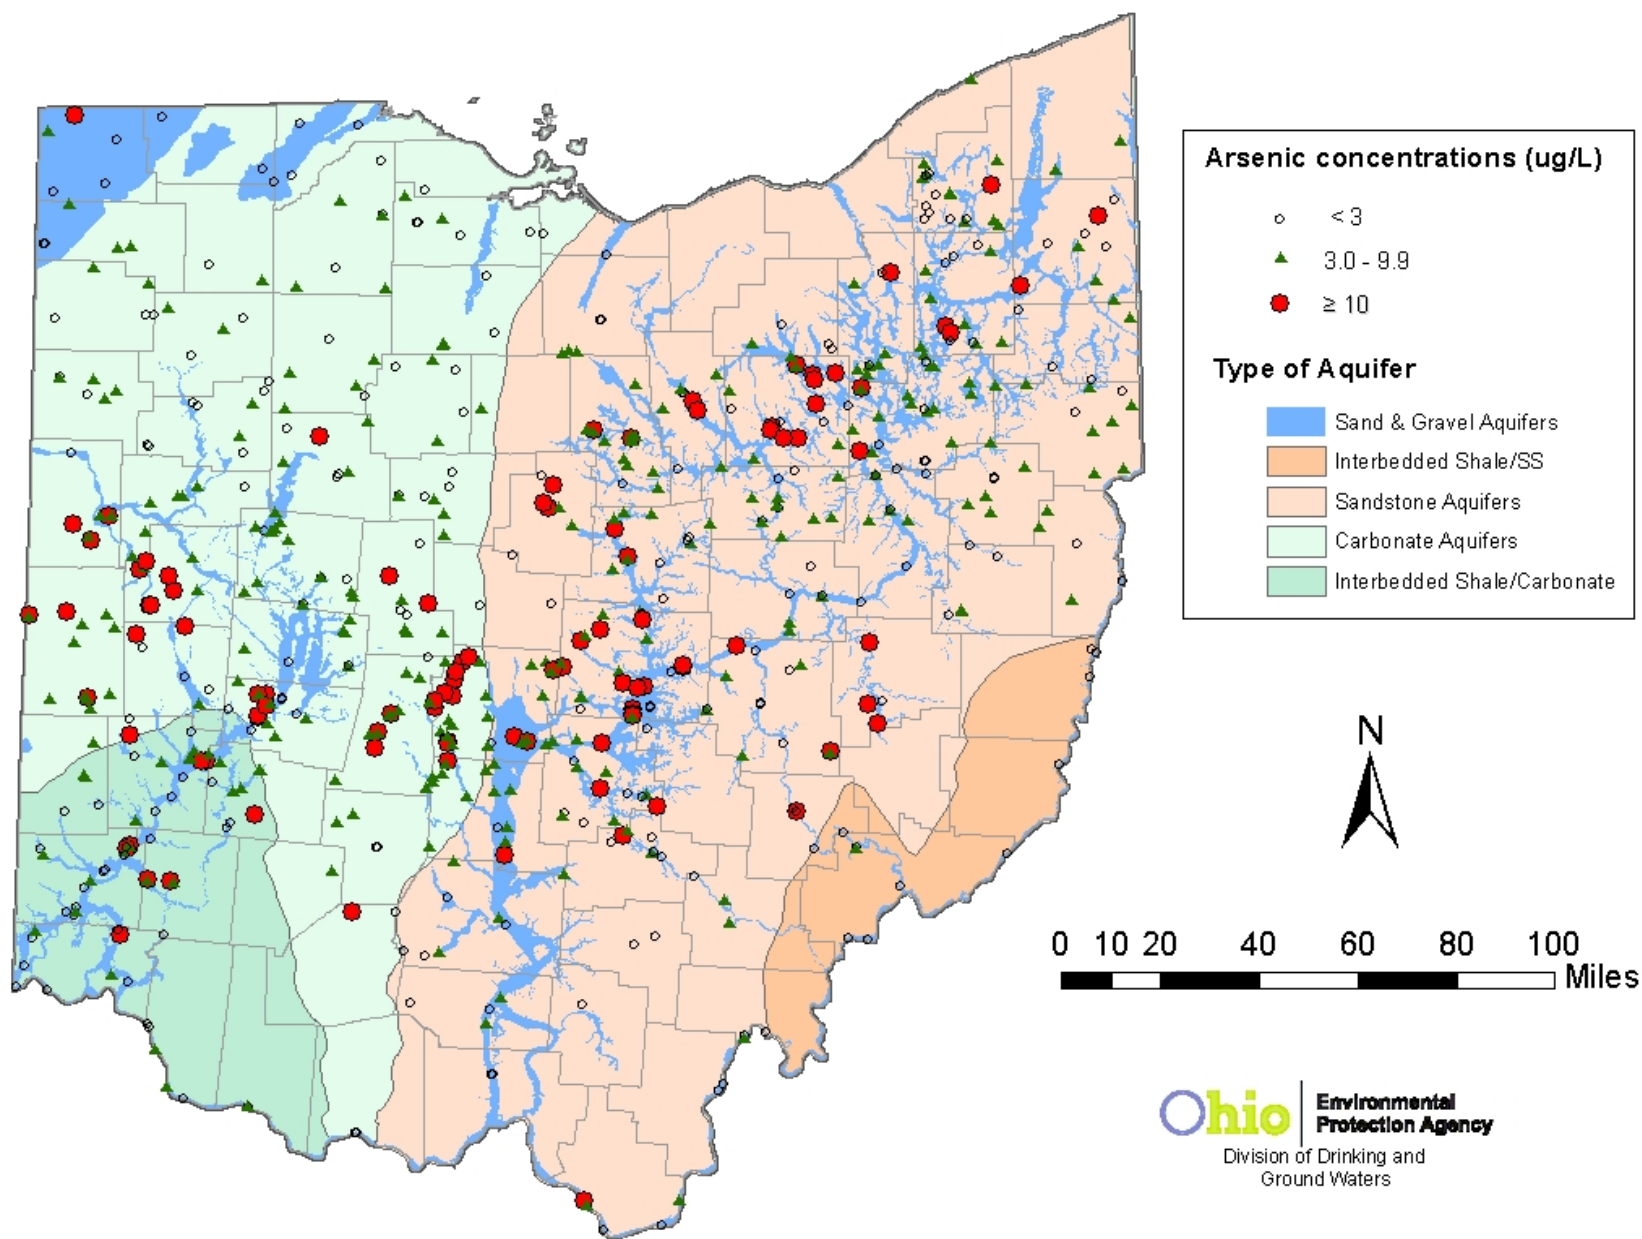 Arsenic concentrations (ug/L)
< 3
3.0 - 9.9
≥ 10
Type of Aquifer
Sand & Gravel Aquifers
Interbedded Shale/SS
Sandstone Aquifers
Carbonate Aquifers
Interbedded Shale/Carbonate
N
0 10 20 40 60 80 100
Miles
Ohio
Environmental
Protection Agency
Division of Drinking and
Ground Waters